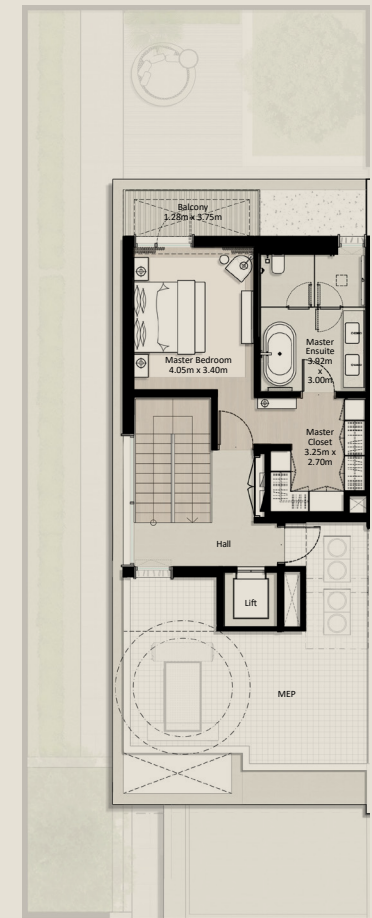 Balcony
1.28m x 3.75m
Master Bedroom
4.05m x 3.40m
Master
Ensuite
3.92m
x
3.00m
Master
Closet
3.25m x
2.70m
Hall
Lift
MEP